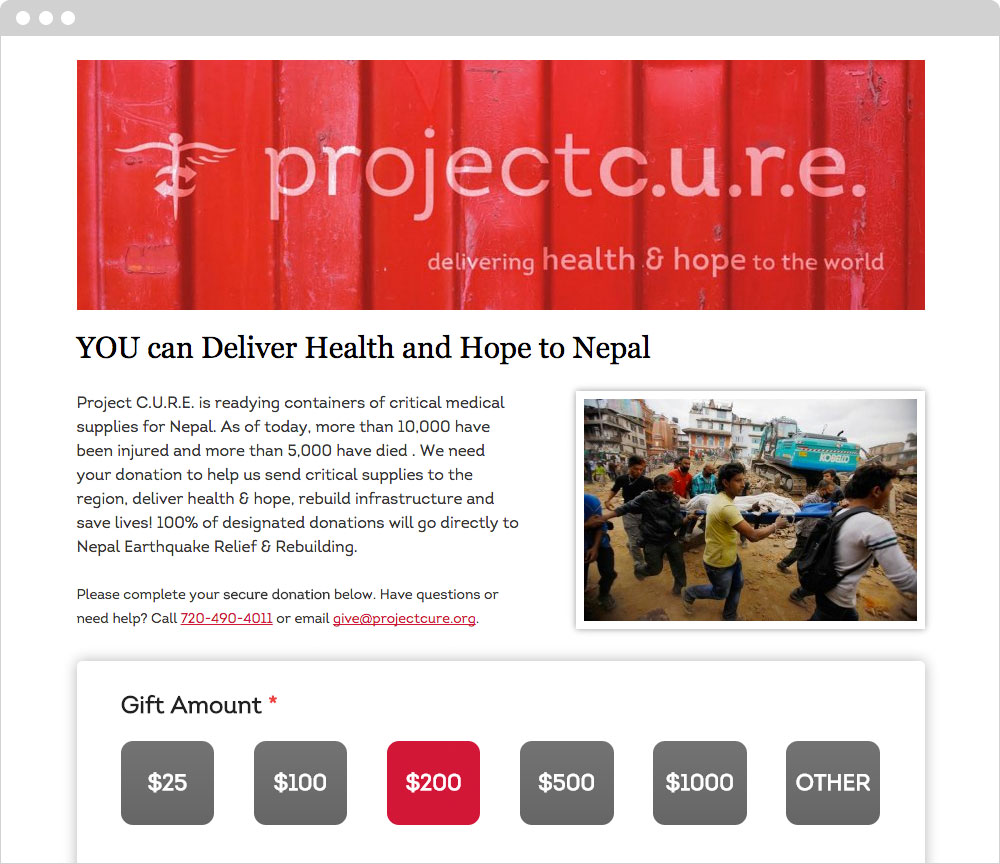 projectc.u.r.e.
delivering health & hope to the world
YOU can Deliver Health and Hope to Nepal
Project C.U.R.E. is readying containers of critical medical
supplies for Nepal. As of today, more than 10,000 have
been injured and more than 5,000 have died . We need
your donation to help us send critical supplies to the
region, deliver health & hope, rebuild infrastructure and
save lives! 100% of designated donations will go directly to
Nepal Earthquake Relief & Rebuilding.
KOBELCO
Please complete your secure donation below. Have questions or
need help? Call 720-490-4011 or email give@projectcure.org.
Gift Amount *
$25
$100
$200
$500
$1000
OTHER